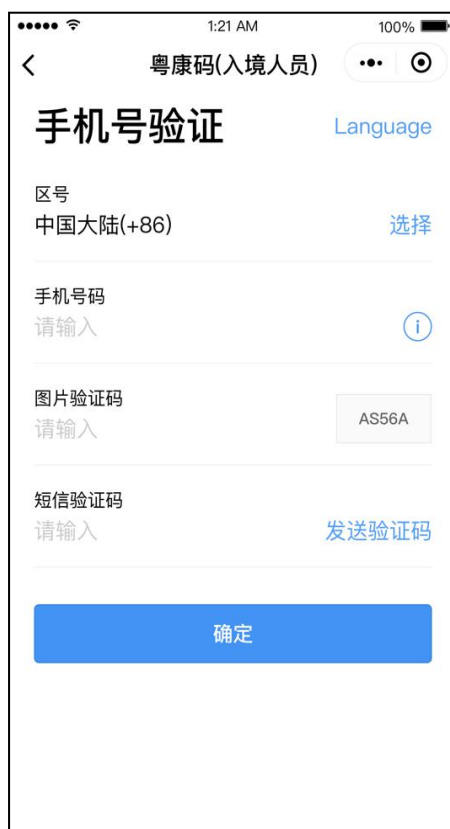 1:21 AM
100%
粤康码(入境人员)
手机号验证
Language
区号
中国大陆(+86)
选择
手机号码
请输入
图片验证码
请输入
AS56A
短信验证码
请输入
发送验证码
确定